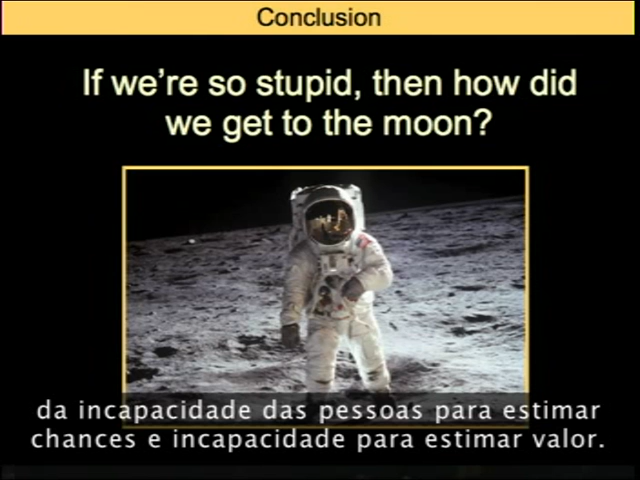 Conclusion
If we're so stupid, then how did
we get to the moon?
da incapacidade das pessoas para estimar
chances e incapacidade para estimar valor.